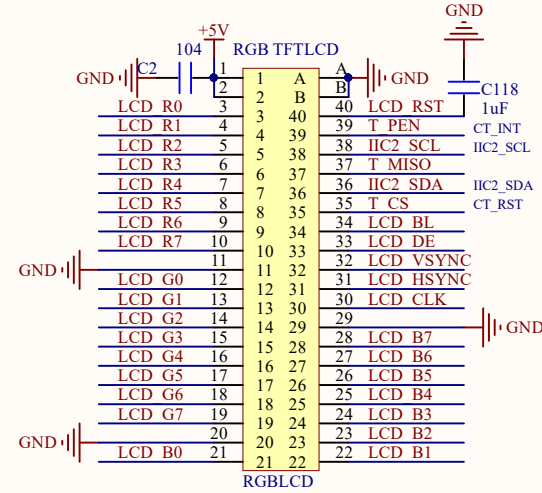 GND
+5V
104 RGB TFTLCD
C2 1 A
GND 1 A GND
2 B
2 B C118
LCD R0 3 40 LCD RST 1uF
3 40
LCD R1 4 39 T PEN CT_INT
4 39
LCD R2 5 38 IIC2 SCL IIC2_SCL
5 38
LCD R3 6 37 T MISO
6 37
LCD R4 7 36 IIC2 SDA IIC2_SDA
7 36
LCD R5 8 35 T CS CT_RST
8 35
LCD R6 9 34 LCD BL
9 34
LCD R7 10 33 LCD DE
10 33
GND 11 32 LCD VSYNC
11 32
LCD G0 12 31 LCD HSYNC
12 31
LCD G1 13 30 LCD CLK
13 30
LCD G2 14 29 GND
14 29
LCD G3 15 28 LCD B7
15 28
LCD G4 16 27 LCD B6
16 27
LCD G5 17 26 LCD B5
17 26
LCD G6 18 25 LCD B4
18 25
LCD G7 19 24 LCD B3
19 24
GND 20 23 LCD B2
20 23
LCD B0 21 22 LCD B1
21 22
RGBLCD